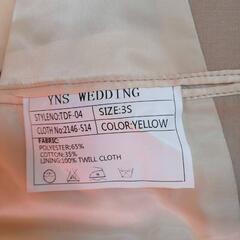 YNS WEDDING
STYLENO:TDF-04 SIZE:3S
CLOTH No:2146-S14 COLOR:YELLOW
FABRIC:
POLYESTER:65%
COTTON:35%
LINING:100% TWILL CLOTH